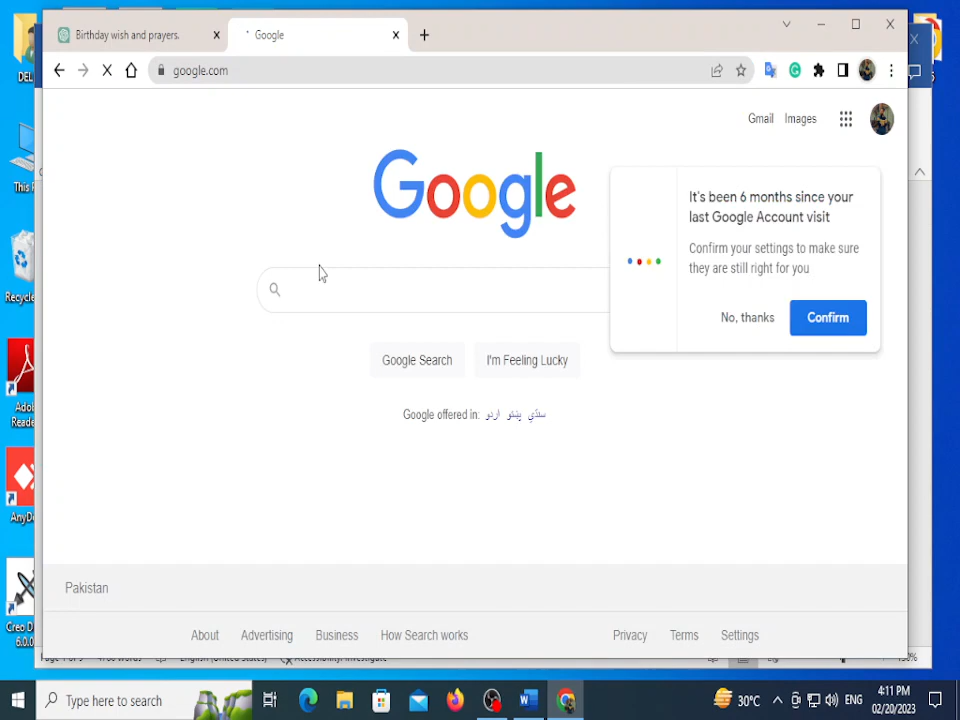 Birthday wish and prayers.
Google
google.com
Gmail Images
Google
It's been 6 months since your
last Google Account visit
Confirm your settings to make sure
they are still right for you
No, thanks Confirm
Google Search I'm Feeling Lucky
Google offered in: اردو پښتو سنڌي
Pakistan
About Advertising Business How Search works Privacy Terms Settings
DEL
This P
Recycle
Adob
Reade
AnyD
Creo D
6.0.0
Type here to search
30°C
ENG
4:11 PM
02/20/2023